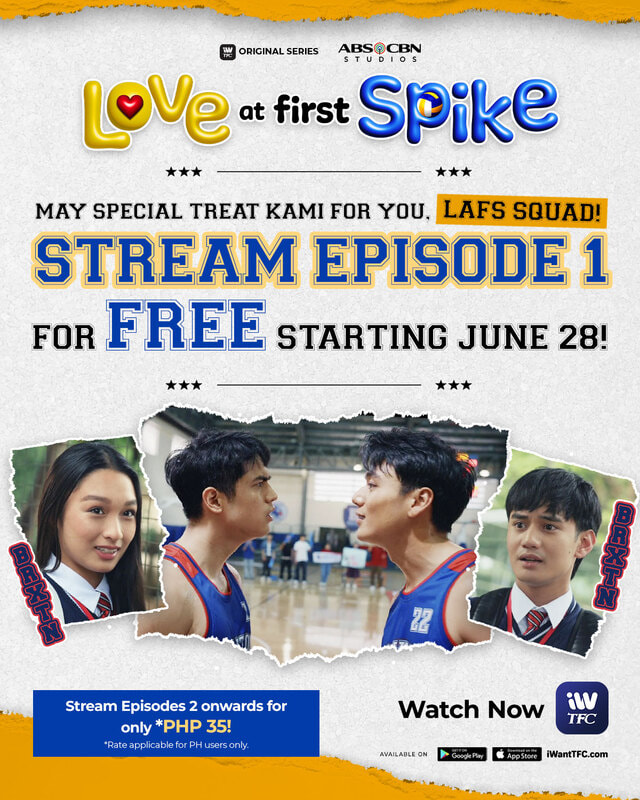 iW TFC ORIGINAL SERIES ABS-CBN STUDIOS
Love at first Spike
MAY SPECIAL TREAT KAMI FOR YOU, LAFS SQUAD!
STREAM EPISODE 1
FOR FREE STARTING JUNE 28!
BRXTN
22
BRXTN
Stream Episodes 2 onwards for
only *PHP 35!
*Rate applicable for PH users only.
Watch Now iW TFC
AVAILABLE ON GET IT ON Google Play Download on the App Store iWantTFC.com